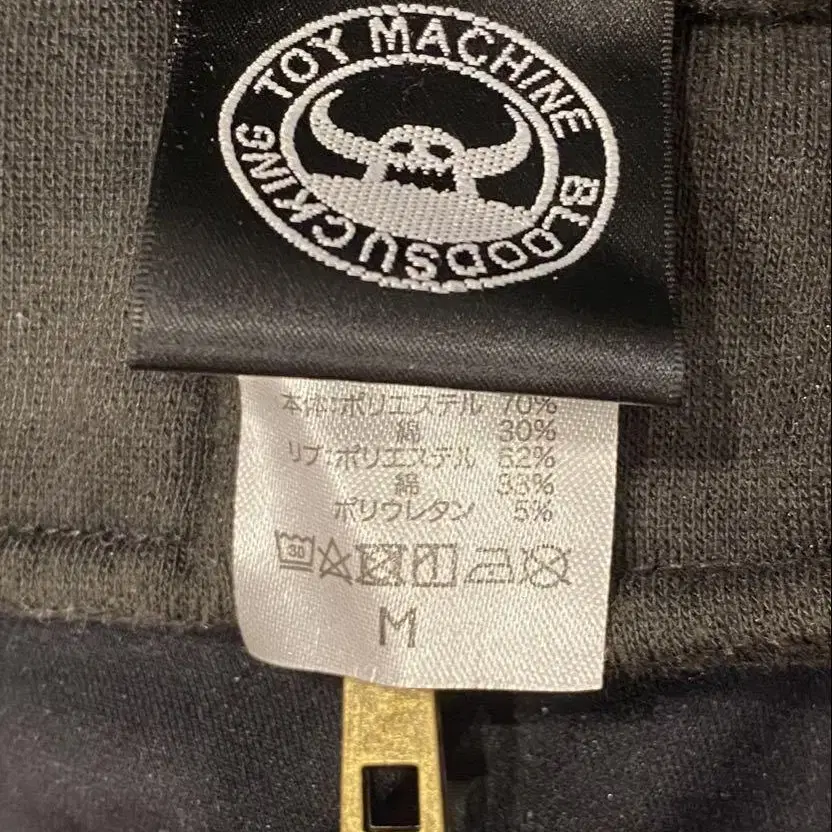 TOY MACHINE BLOODSUCKING
本体:ポリエステル 70%
綿 30%
リブ:ポリエステル 62%
綿 33%
ポリウレタン 5%
30
M